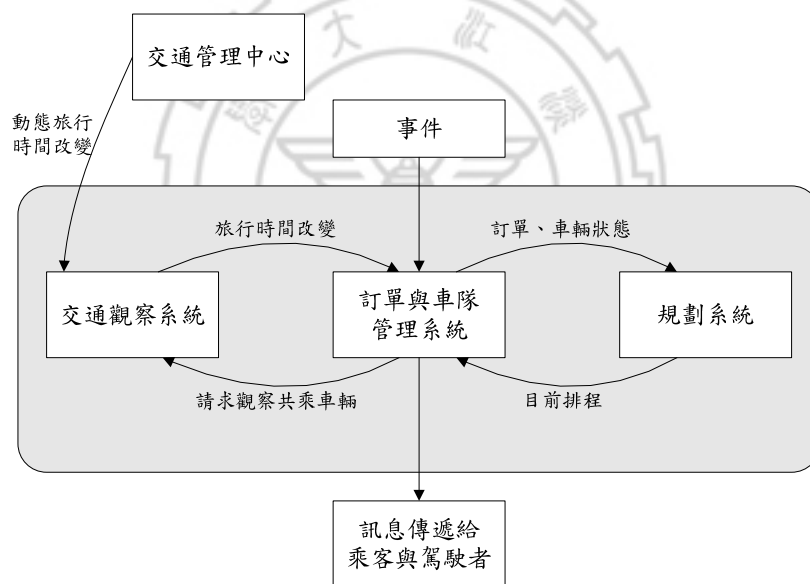 交通管理中心
動態旅行
時間改變
事件
旅行時間改變
訂單、車輛狀態
交通觀察系統
訂單與車隊
管理系統
規劃系統
請求觀察共乘車輛
目前排程
訊息傳遞給
乘客與駕駛者